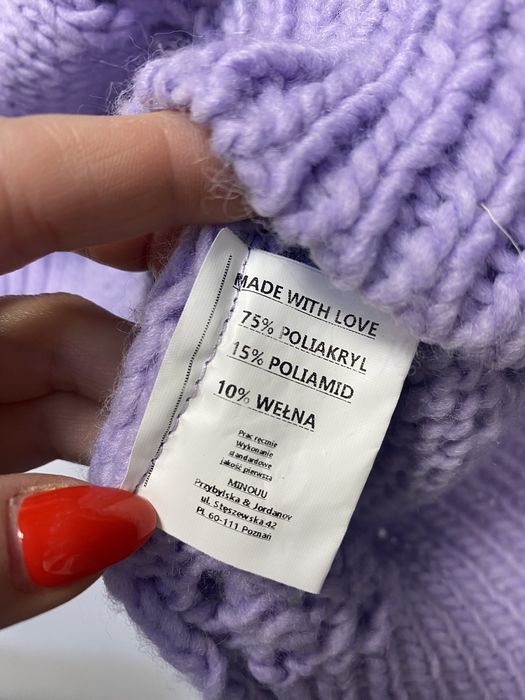 MADE WITH LOVE
75% POLIAKRYL
15% POLIAMID
10% WEŁNA
Prac ręcznie
Wykonanie
standardowe
jakość pierwsza
MINOUU
Przybylska & Jordanov
ul. Stęszewska 42
PL 60-111 Poznań